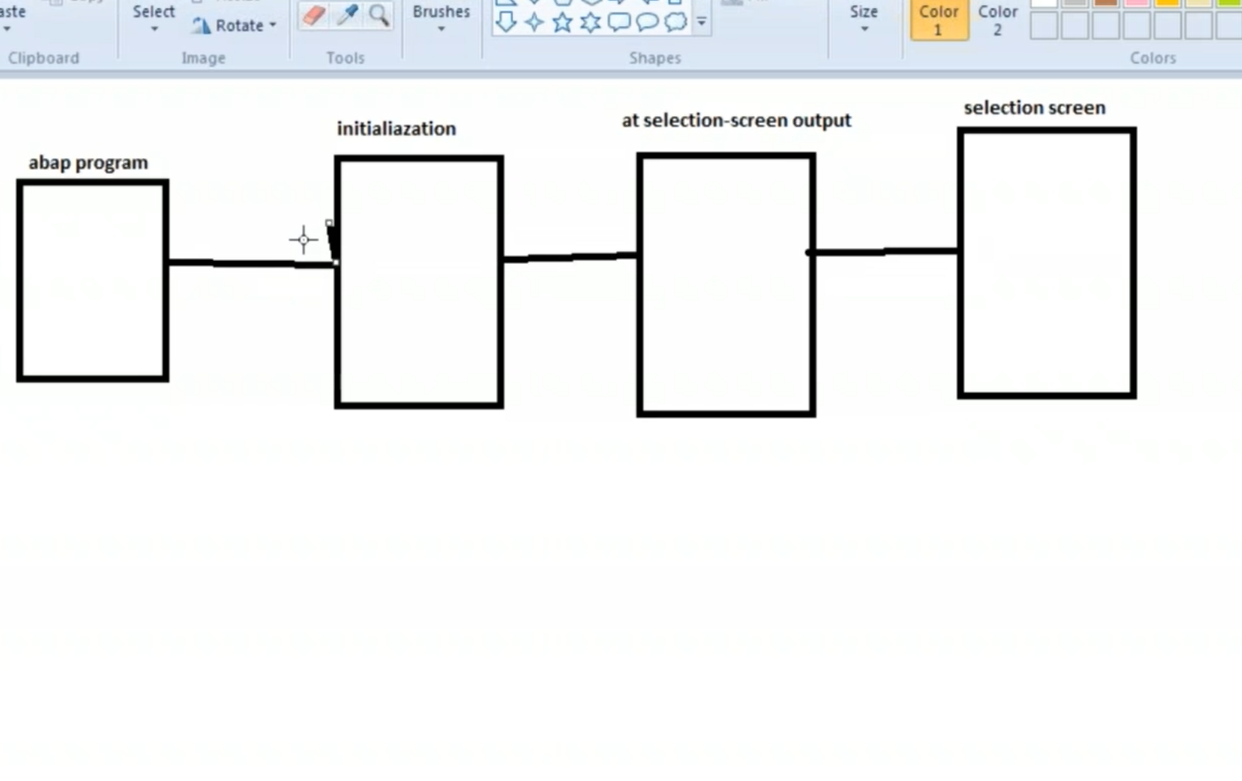 aste
Select
Rotate
Brushes
Size
Color
1
Color
2
Clipboard
Image
Tools
Shapes
Colors
abap program
initialiazation
at selection-screen output
selection screen